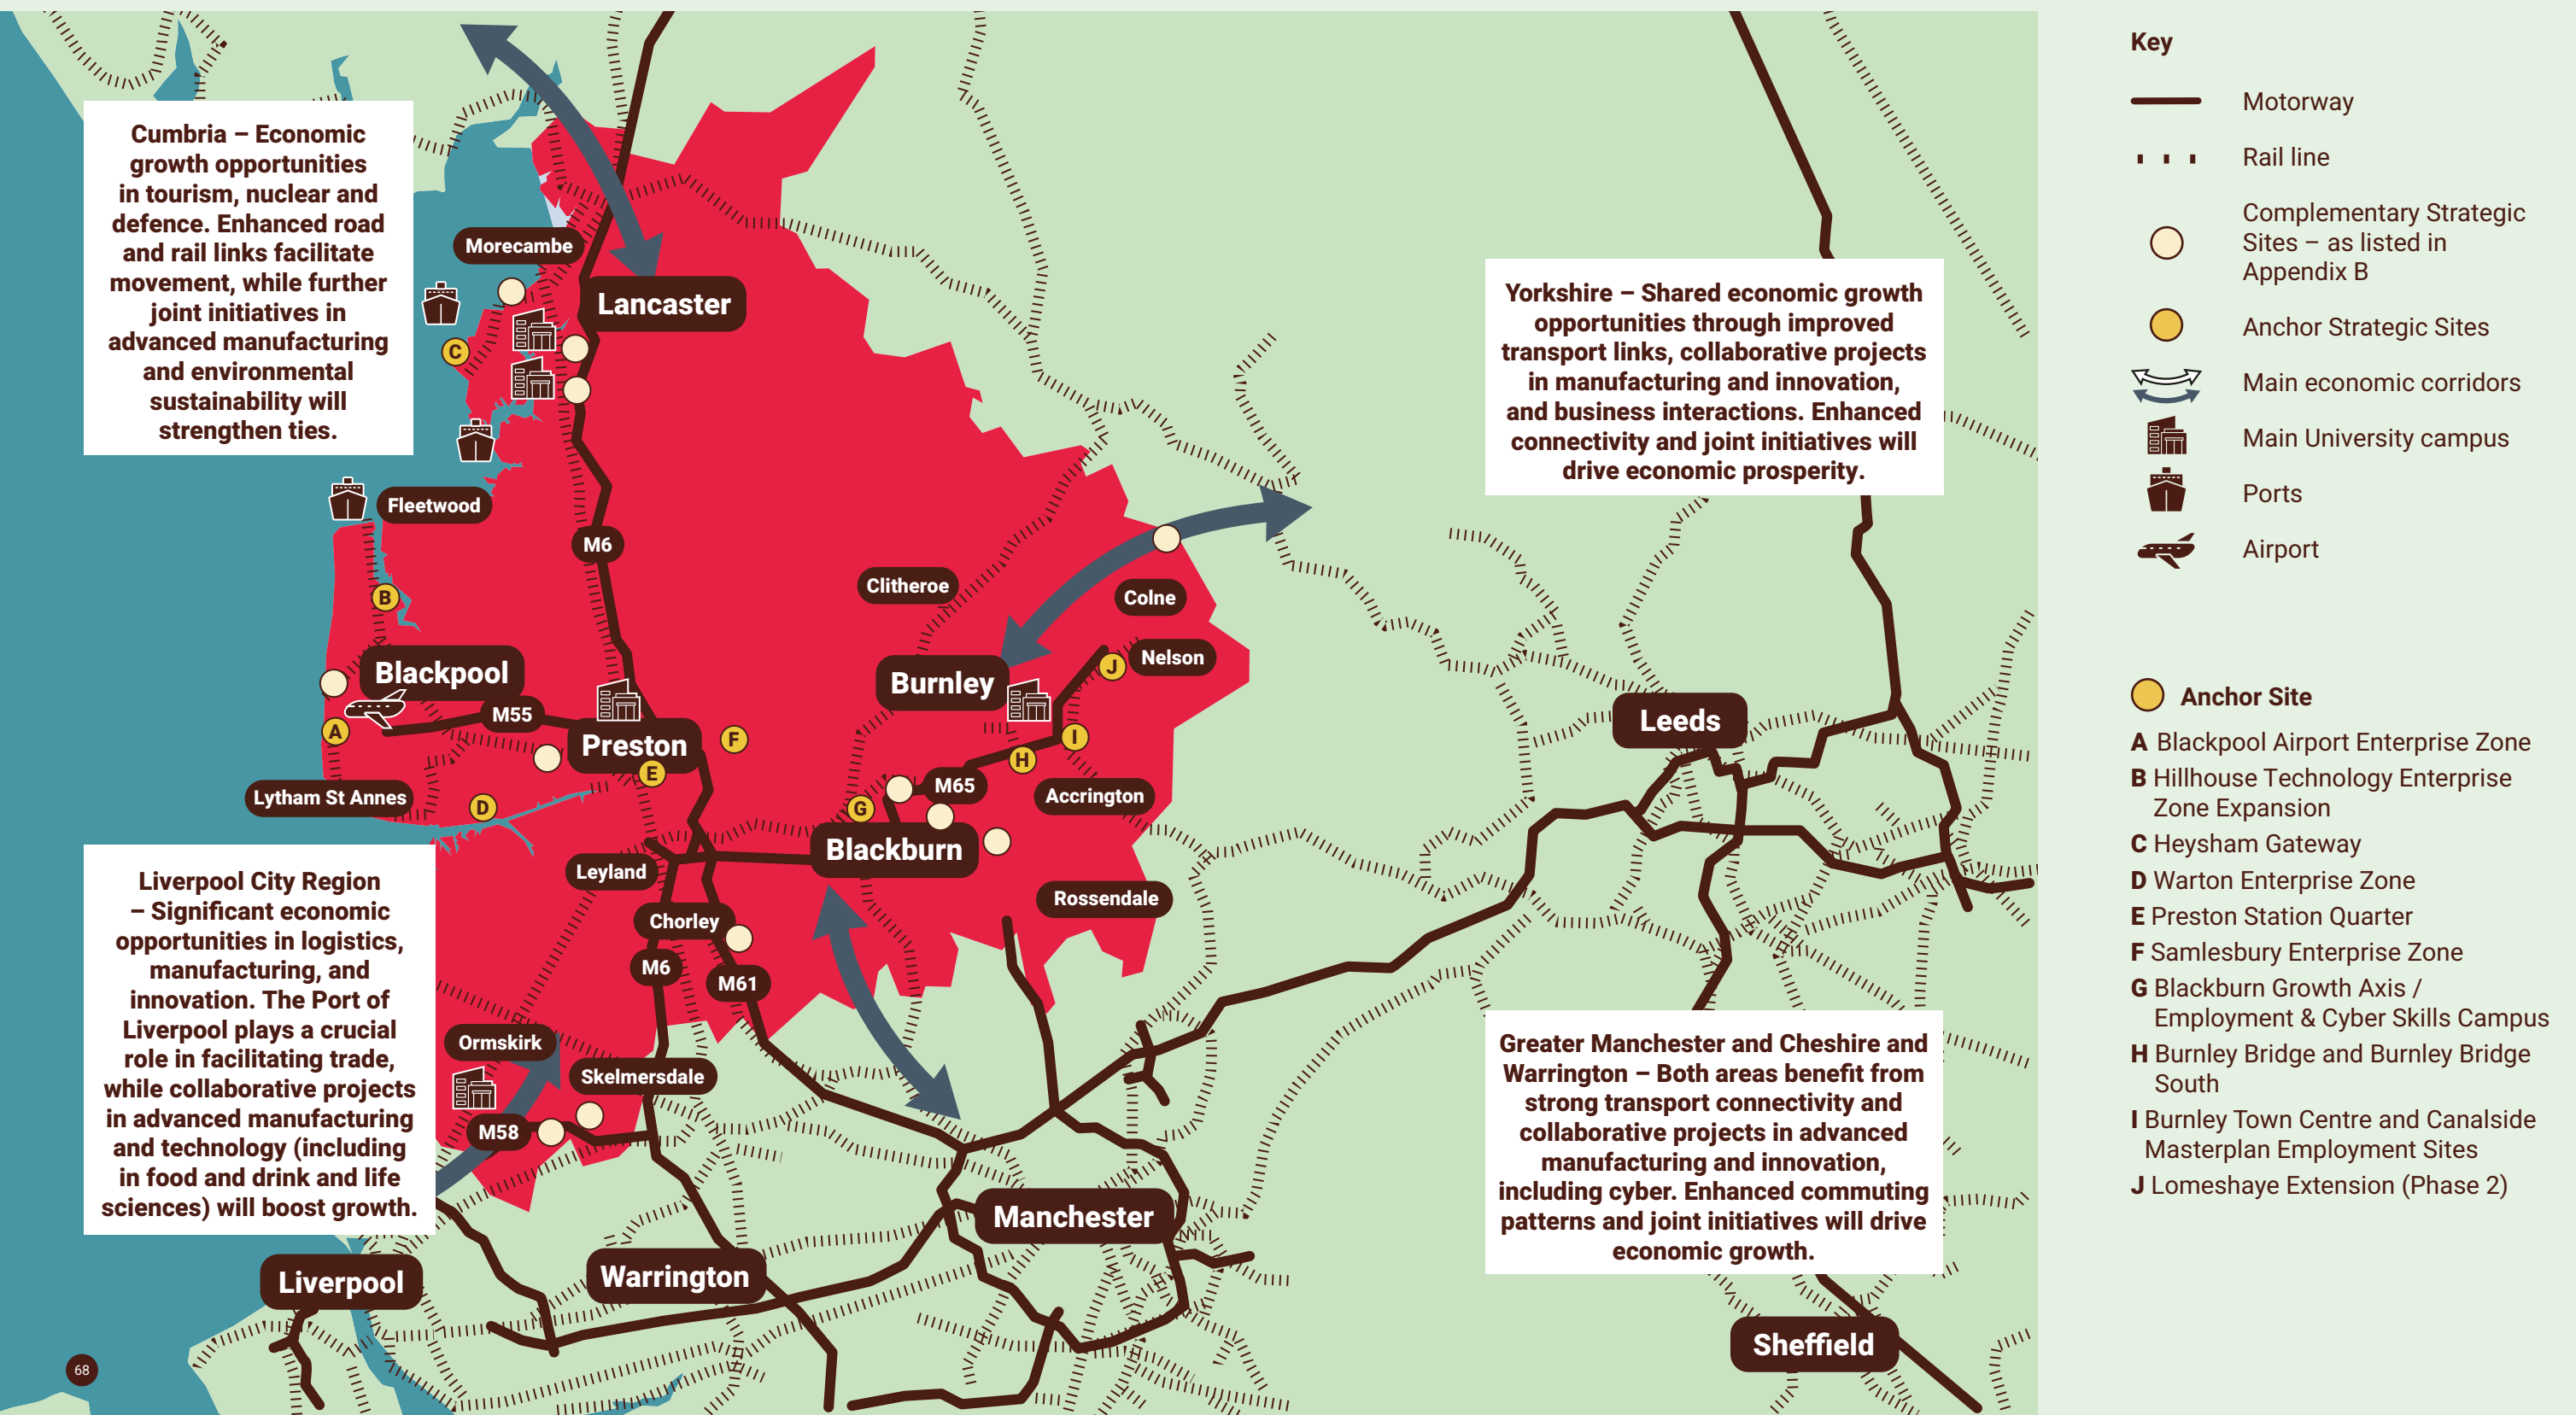 Cumbria – Economic
growth opportunities
in tourism, nuclear and
defence. Enhanced road
and rail links facilitate
movement, while further
joint initiatives in
advanced manufacturing
and environmental
sustainability will
strengthen ties.
Morecambe
Lancaster
C
Fleetwood
M6
B
Blackpool
A
M55
Preston
E
F
Lytham St Annes
D
Clitheroe
Colne
Burnley
Nelson
J
I
H
M65
Accrington
G
Blackburn
Leyland
Chorley
Rossendale
M6
M61
Ormskirk
Skelmersdale
M58
Liverpool City Region
– Significant economic
opportunities in logistics,
manufacturing, and
innovation. The Port of
Liverpool plays a crucial
role in facilitating trade,
while collaborative projects
in advanced manufacturing
and technology (including
in food and drink and life
sciences) will boost growth.
Liverpool
Warrington
Manchester
Yorkshire – Shared economic growth
opportunities through improved
transport links, collaborative projects
in manufacturing and innovation,
and business interactions. Enhanced
connectivity and joint initiatives will
drive economic prosperity.
Leeds
Greater Manchester and Cheshire and
Warrington – Both areas benefit from
strong transport connectivity and
collaborative projects in advanced
manufacturing and innovation,
including cyber. Enhanced commuting
patterns and joint initiatives will drive
economic growth.
Sheffield
68
Key
Motorway
Rail line
Complementary Strategic
Sites – as listed in
Appendix B
Anchor Strategic Sites
Main economic corridors
Main University campus
Ports
Airport
Anchor Site
A Blackpool Airport Enterprise Zone
B Hillhouse Technology Enterprise
Zone Expansion
C Heysham Gateway
D Warton Enterprise Zone
E Preston Station Quarter
F Samlesbury Enterprise Zone
G Blackburn Growth Axis /
Employment & Cyber Skills Campus
H Burnley Bridge and Burnley Bridge
South
I Burnley Town Centre and Canalside
Masterplan Employment Sites
J Lomeshaye Extension (Phase 2)